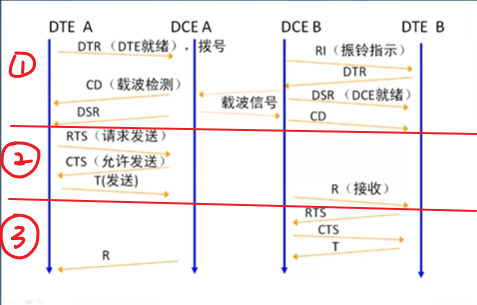 DTE A
DCE A
DCE B
DTE B
①
DTR（DTE就绪），拨号
RI（振铃指示）
DTR
CD（载波检测）
载波信号
DSR（DCE就绪）
DSR
CD
②
RTS（请求发送）
CTS（允许发送）
T(发送)
R（接收）
③
RTS
CTS
T
R